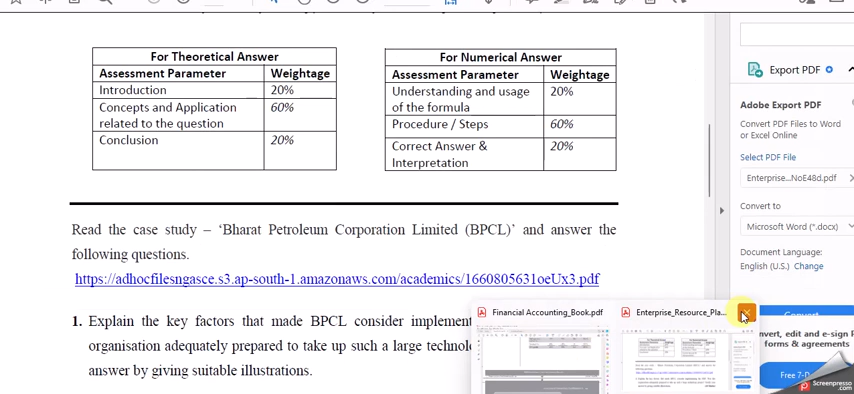 For Theoretical Answer
Assessment Parameter Weightage
Introduction 20%
Concepts and Application 60%
related to the question
Conclusion 20%
For Numerical Answer
Assessment Parameter Weightage
Understanding and usage 20%
of the formula
Procedure / Steps 60%
Correct Answer & 20%
Interpretation
Read the case study – ‘Bharat Petroleum Corporation Limited (BPCL)’ and answer the
following questions.
https://adhocfilesngasce.s3.ap-south-1.amazonaws.com/academics/1660805631oeUx3.pdf
1. Explain the key factors that made BPCL consider implement
organisation adequately prepared to take up such a large technolo
answer by giving suitable illustrations.
Export PDF
Adobe Export PDF
Convert PDF Files to Word
or Excel Online
Select PDF File
Enterprise...NoE48d.pdf
Convert to
Microsoft Word (*.docx)
Document Language:
English (U.S.) Change
Convert
nvert, edit and e-sign P
forms & agreements
Free 7-D
Financial Accounting_Book.pdf
Enterprise_Resource_Pla...
Screenpresso
.com